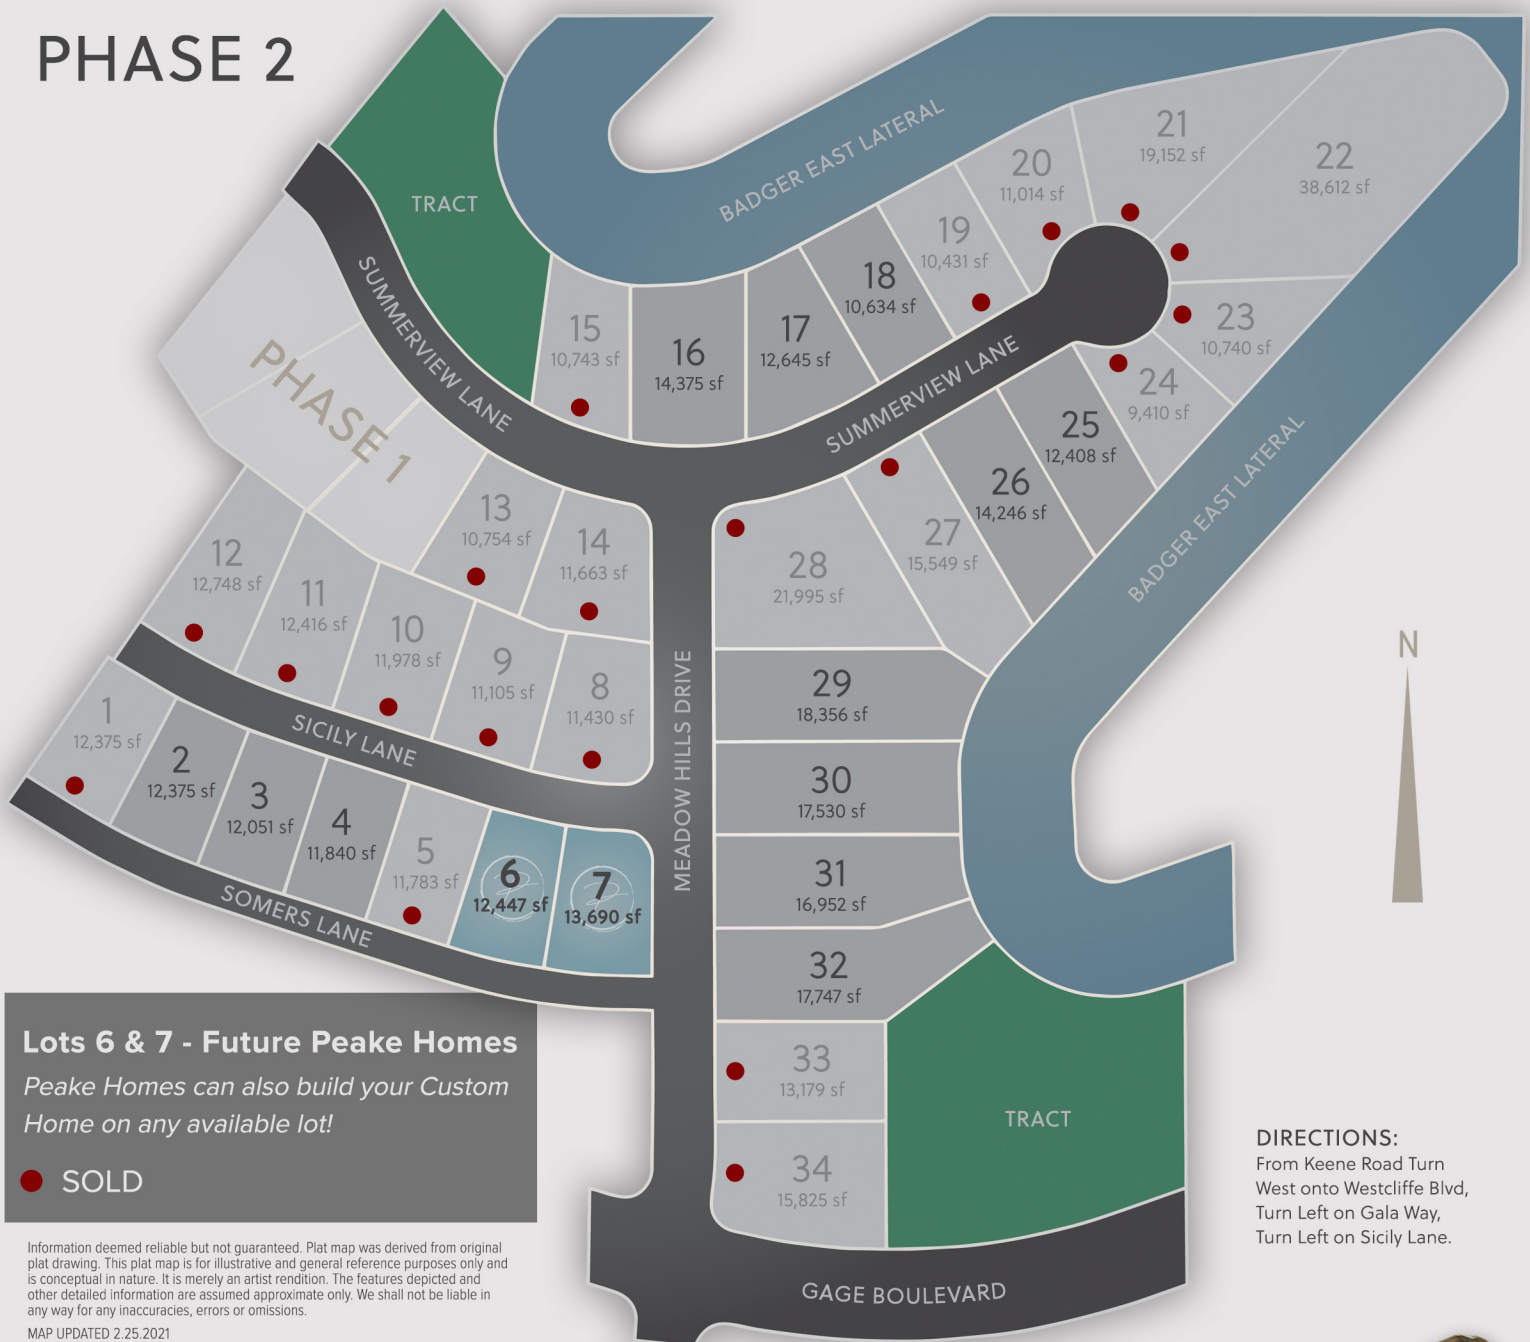 PHASE 2
BADGER EAST LATERAL
TRACT
21
19,152 sf
22
38,612 sf
20
11,014 sf
19
10,431 sf
18
10,634 sf
17
12,645 sf
16
14,375 sf
15
10,743 sf
23
10,740 sf
24
9,410 sf
25
12,408 sf
26
14,246 sf
27
15,549 sf
28
21,995 sf
SUMMERVIEW LANE
SUMMERVIEW LANE
PHASE 1
BADGER EAST LATERAL
13
10,754 sf
14
11,663 sf
12
12,748 sf
11
12,416 sf
10
11,978 sf
9
11,105 sf
8
11,430 sf
SICILY LANE
MEADOW HILLS DRIVE
N
29
18,356 sf
30
17,530 sf
31
16,952 sf
32
17,747 sf
33
13,179 sf
34
15,825 sf
1
12,375 sf
2
12,375 sf
3
12,051 sf
4
11,840 sf
5
11,783 sf
6
12,447 sf
7
13,690 sf
SOMERS LANE
Lots 6 & 7 - Future Peake Homes
Peake Homes can also build your Custom
Home on any available lot!
SOLD
TRACT
GAGE BOULEVARD
DIRECTIONS:
From Keene Road Turn
West onto Westcliffe Blvd,
Turn Left on Gala Way,
Turn Left on Sicily Lane.
Information deemed reliable but not guaranteed. Plat map was derived from original
plat drawing. This plat map is for illustrative and general reference purposes only and
is conceptual in nature. It is merely an artist rendition. The features depicted and
other detailed information are assumed approximate only. We shall not be liable in
any way for any inaccuracies, errors or omissions.
MAP UPDATED 2.25.2021